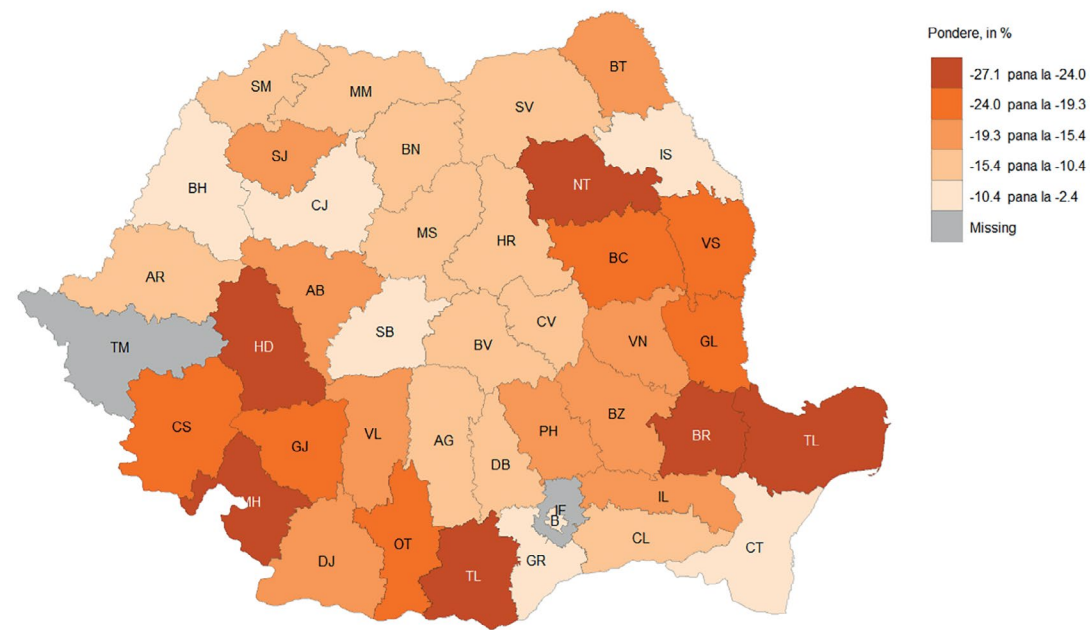 Pondere, in %
-27.1 pana la -24.0
-24.0 pana la -19.3
-19.3 pana la -15.4
-15.4 pana la -10.4
-10.4 pana la -2.4
Missing
BT
SM
MM
SV
SJ
BN
IS
BH
CJ
NT
MS
HR
VS
BC
AR
AB
SB
CV
TM
HD
BV
VN
GL
CS
GJ
VL
AG
PH
BZ
BR
TL
DB
MH
IL
IF
B
CL
CT
DJ
OT
TL
GR